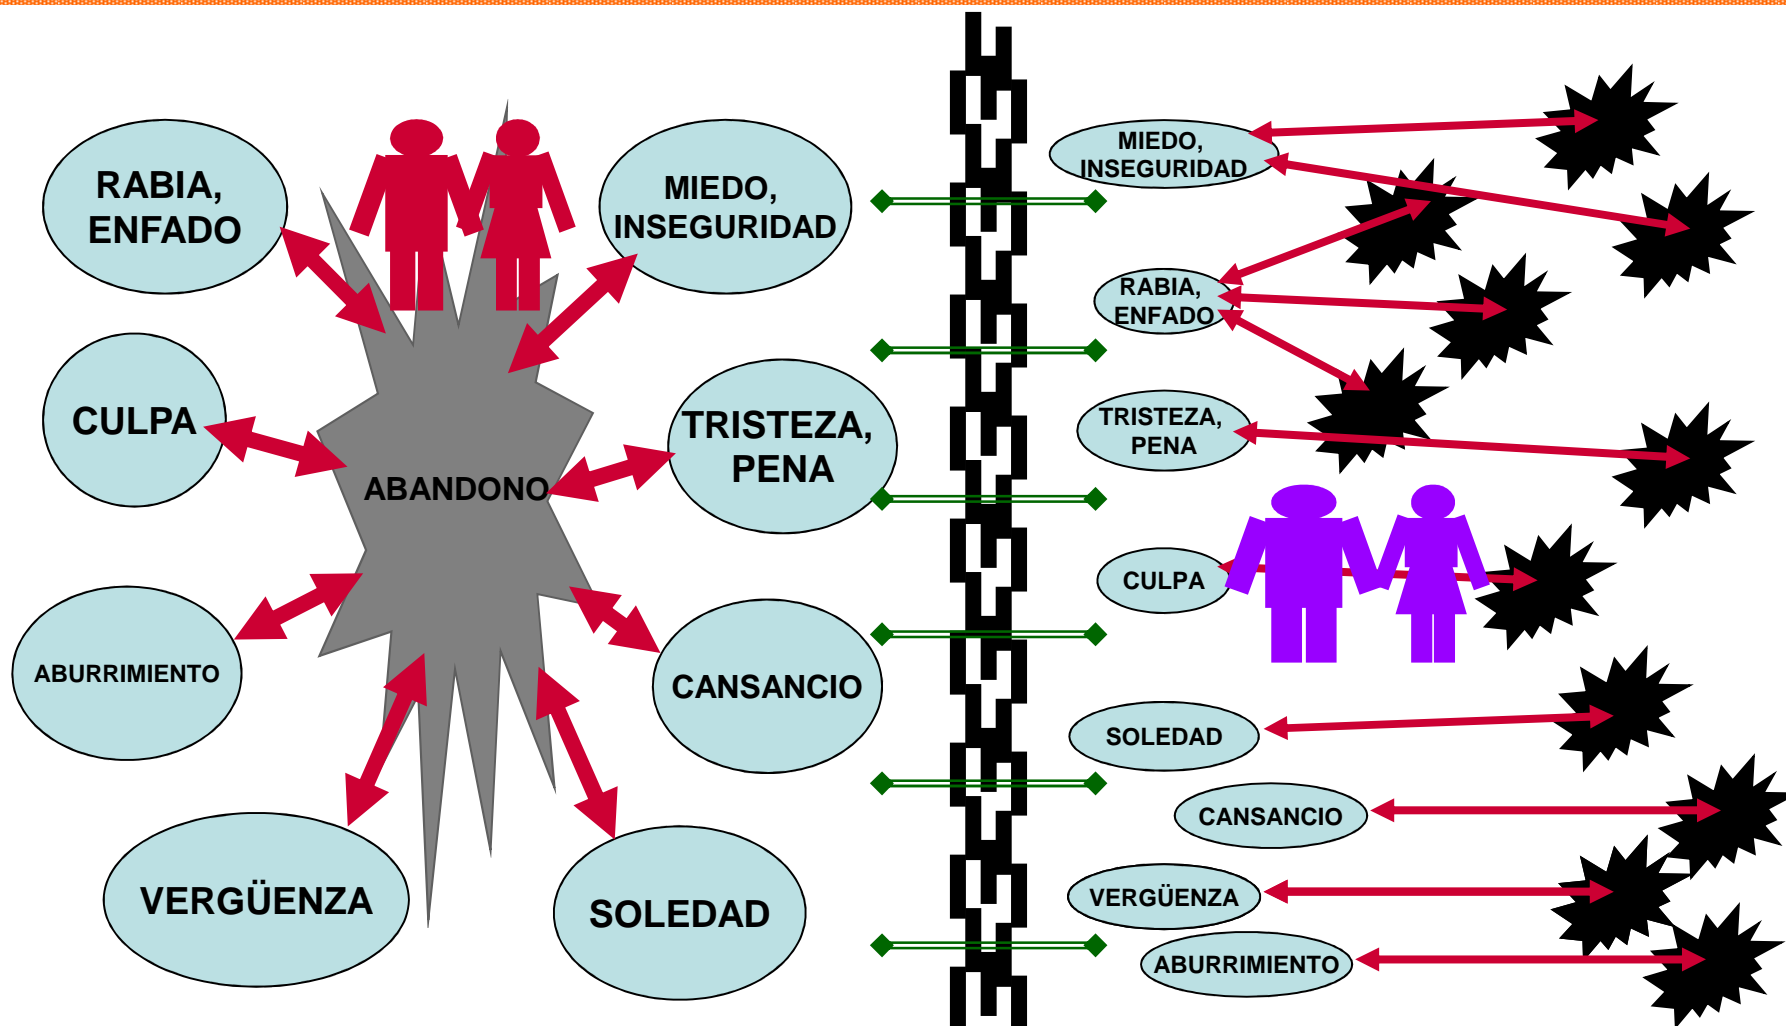 RABIA,
ENFADO
MIEDO,
INSEGURIDAD
CULPA
TRISTEZA,
PENA
ABANDONO
ABURRIMIENTO
CANSANCIO
VERGÜENZA
SOLEDAD
MIEDO,
INSEGURIDAD
RABIA,
ENFADO
TRISTEZA,
PENA
CULPA
SOLEDAD
CANSANCIO
VERGÜENZA
ABURRIMIENTO